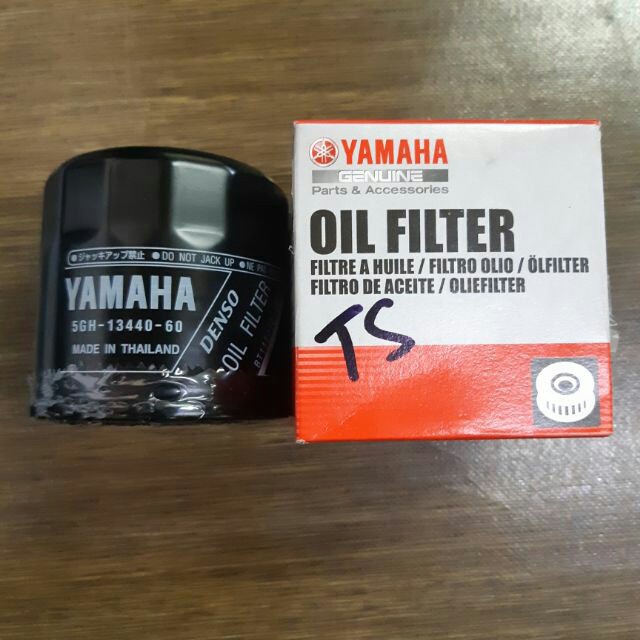 ●ジャッキアップ禁止 ●DO NOT JACK UP ●NE PAS
YAMAHA
5GH-13440-60
MADE IN THAILAND
DENSO
OIL FILTER
YAMAHA
GENUINE
Parts & Accessories
OIL FILTER
FILTRE A HUILE / FILTRO OLIO / ÖLFILTER
FILTRO DE ACEITE / OLIEFILTER
TS